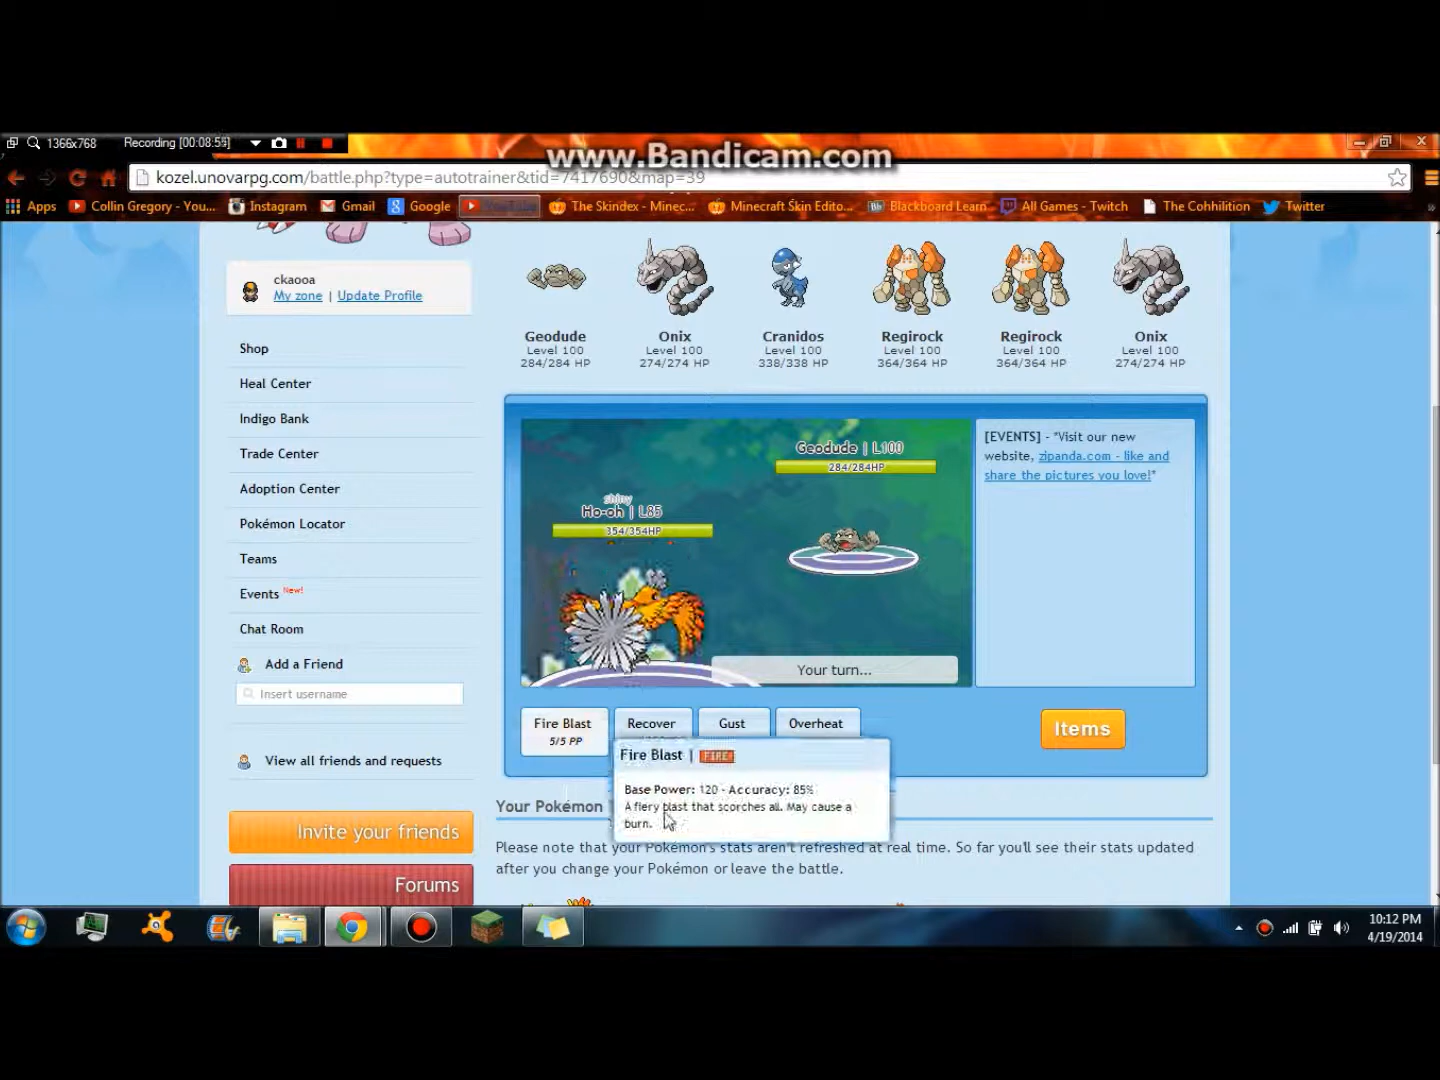 1366x768 Recording [00:08:54]
www.Bandicam.com
kozel.unovarpg.com/battle.php?type=autotrainer&tid=7417690&map=39
Apps Collin Gregory - You... Instagram Gmail Google YouTube The Skindex - Minec... Minecraft Skin Edito... Blackboard Learn All Games - Twitch The Cohhilition Twitter »
ckaooa
My zone | Update Profile
Shop
Heal Center
Indigo Bank
Trade Center
Adoption Center
Pokémon Locator
Teams
Events New!
Chat Room
Add a Friend
Insert username
View all friends and requests
Invite your friends
Forums
Geodude Onix Cranidos Regirock Regirock Onix
Level 100 Level 100 Level 100 Level 100 Level 100 Level 100
284/284 HP 274/274 HP 338/338 HP 364/364 HP 364/364 HP 274/274 HP
Geodude | L100
284/284HP
shiny
Ho-oh | L85
354/354HP
Your turn...
[EVENTS] - "Visit our new
website, zipanda.com - like and
share the pictures you love!"
Fire Blast Recover Gust Overheat
5/5 PP
Items
Fire Blast | FIRE
Base Power: 120 - Accuracy: 85%
A fiery blast that scorches all. May cause a
burn.
Your Pokémon
Please note that your Pokémon's stats aren't refreshed at real time. So far you'll see their stats updated
after you change your Pokémon or leave the battle.
10:12 PM
4/19/2014